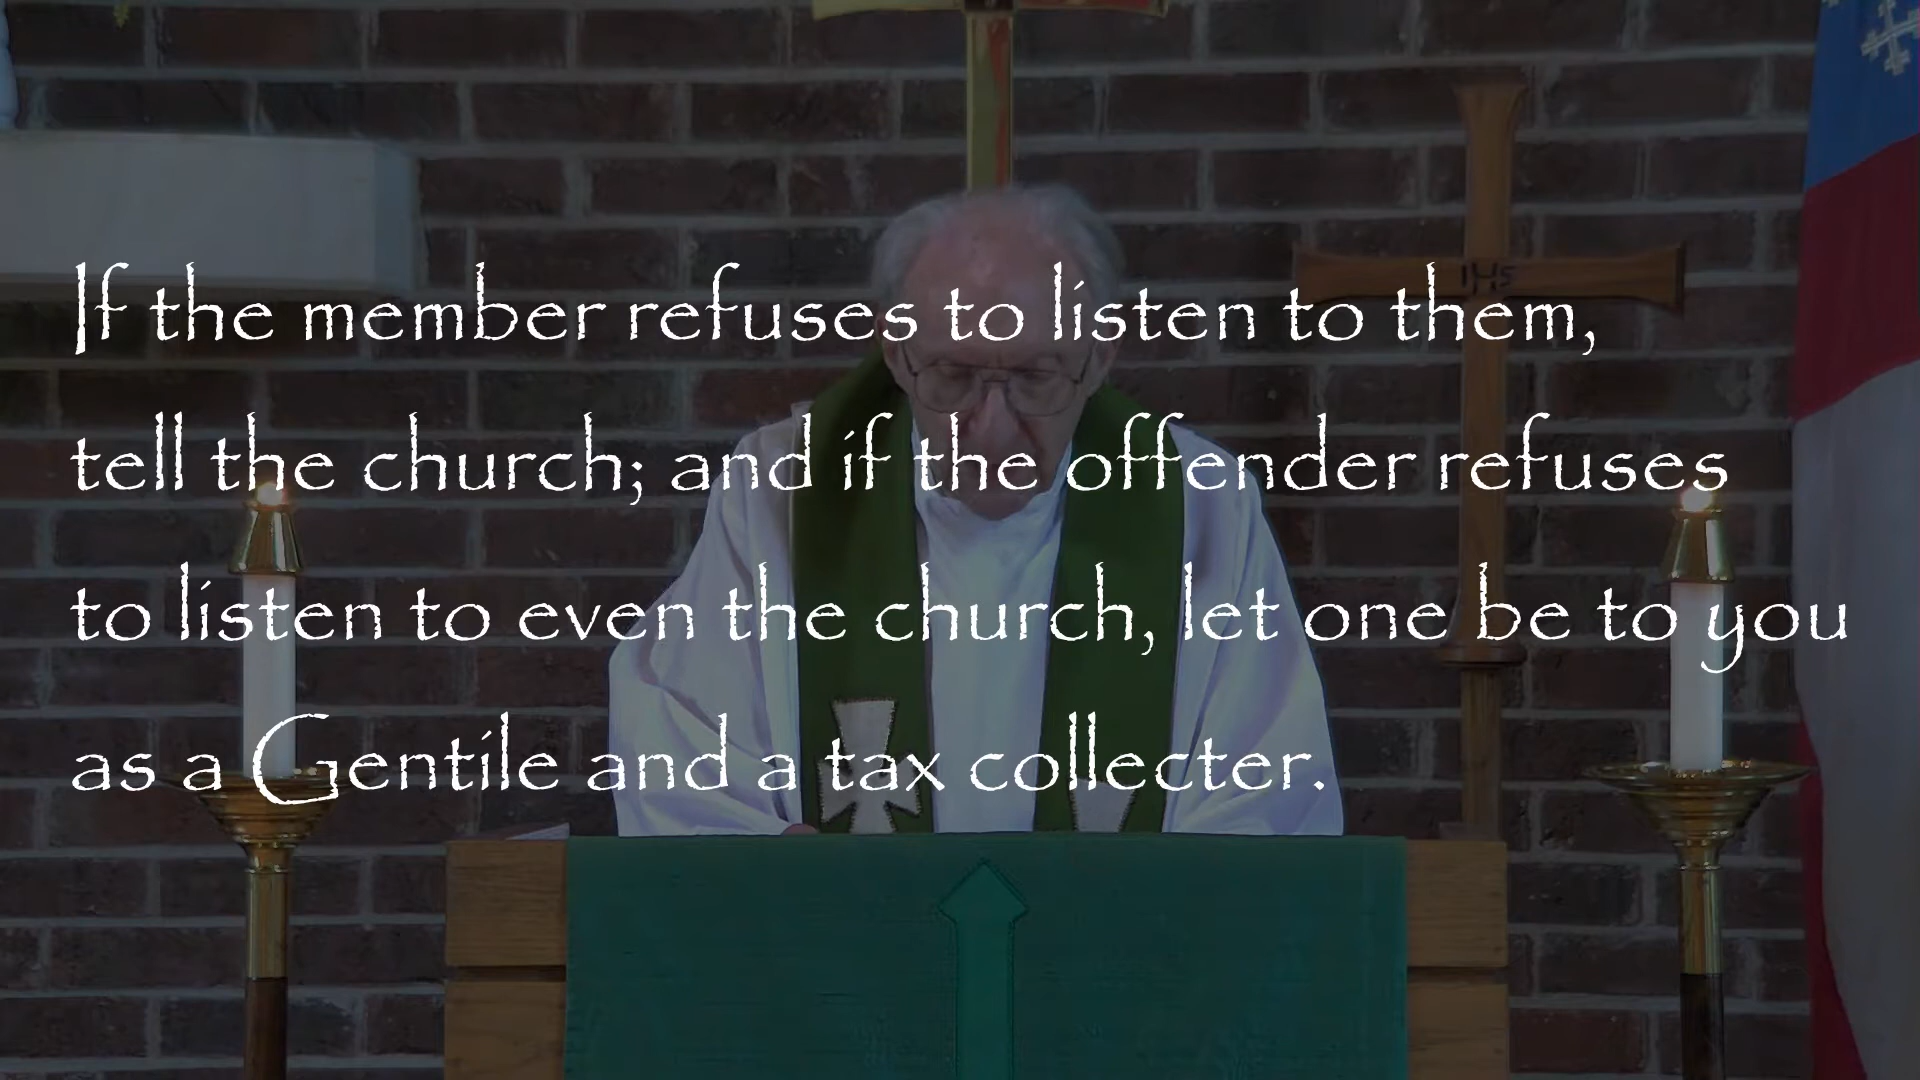 IHS
If the member refuses to listen to them,
tell the church; and if the offender refuses
to listen to even the church, let one be to you
as a Gentile and a tax collecter.